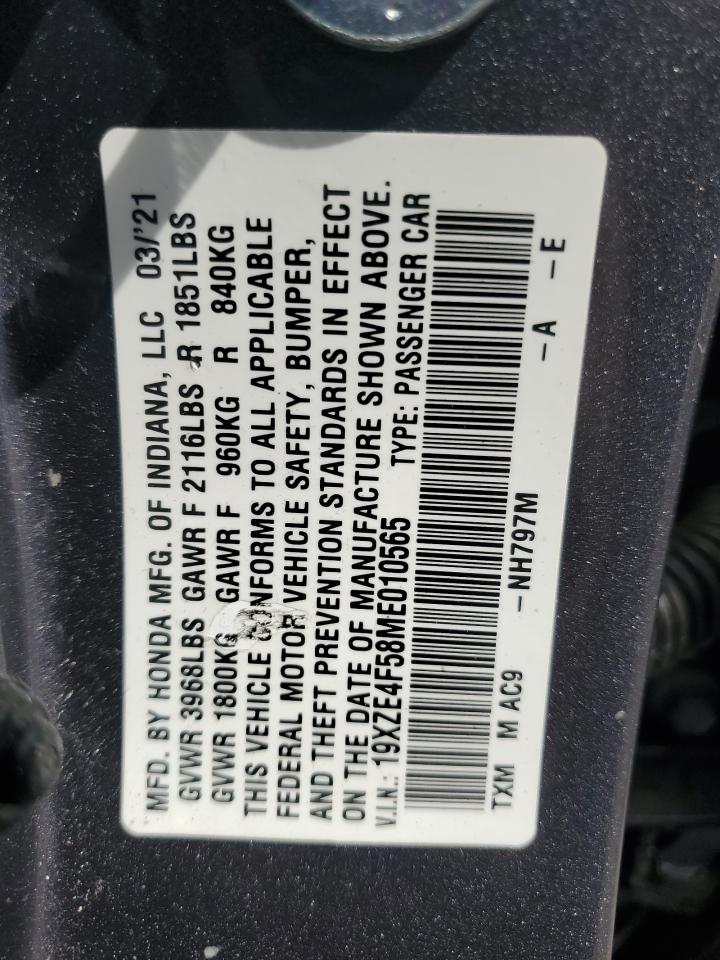 MFD. BY HONDA MFG. OF INDIANA, LLC 03/'21
GVWR 3968LBS GAWR F 2116LBS R 1851LBS
GVWR 1800KG GAWR F 960KG R 840KG
THIS VEHICLE CONFORMS TO ALL APPLICABLE
FEDERAL MOTOR VEHICLE SAFETY, BUMPER,
AND THEFT PREVENTION STANDARDS IN EFFECT
ON THE DATE OF MANUFACTURE SHOWN ABOVE.
V.I.N.: 19XZE4F58ME010565 TYPE: PASSENGER CAR
TXM M AC9 -NH797M -A -E